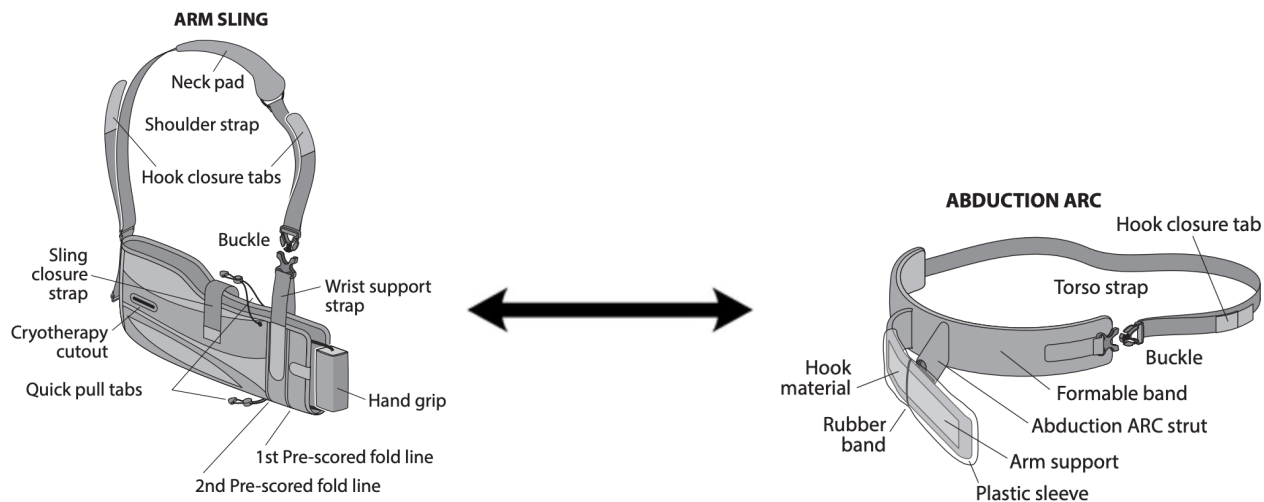 ARM SLING
Neck pad
Shoulder strap
Hook closure tabs
Buckle
Sling
closure
strap
Wrist support
strap
Cryotherapy
cutout
Quick pull tabs
Hand grip
1st Pre-scored fold line
2nd Pre-scored fold line
ABDUCTION ARC
Hook closure tab
Torso strap
Buckle
Hook
material
Formable band
Rubber
band
Abduction ARC strut
Arm support
Plastic sleeve